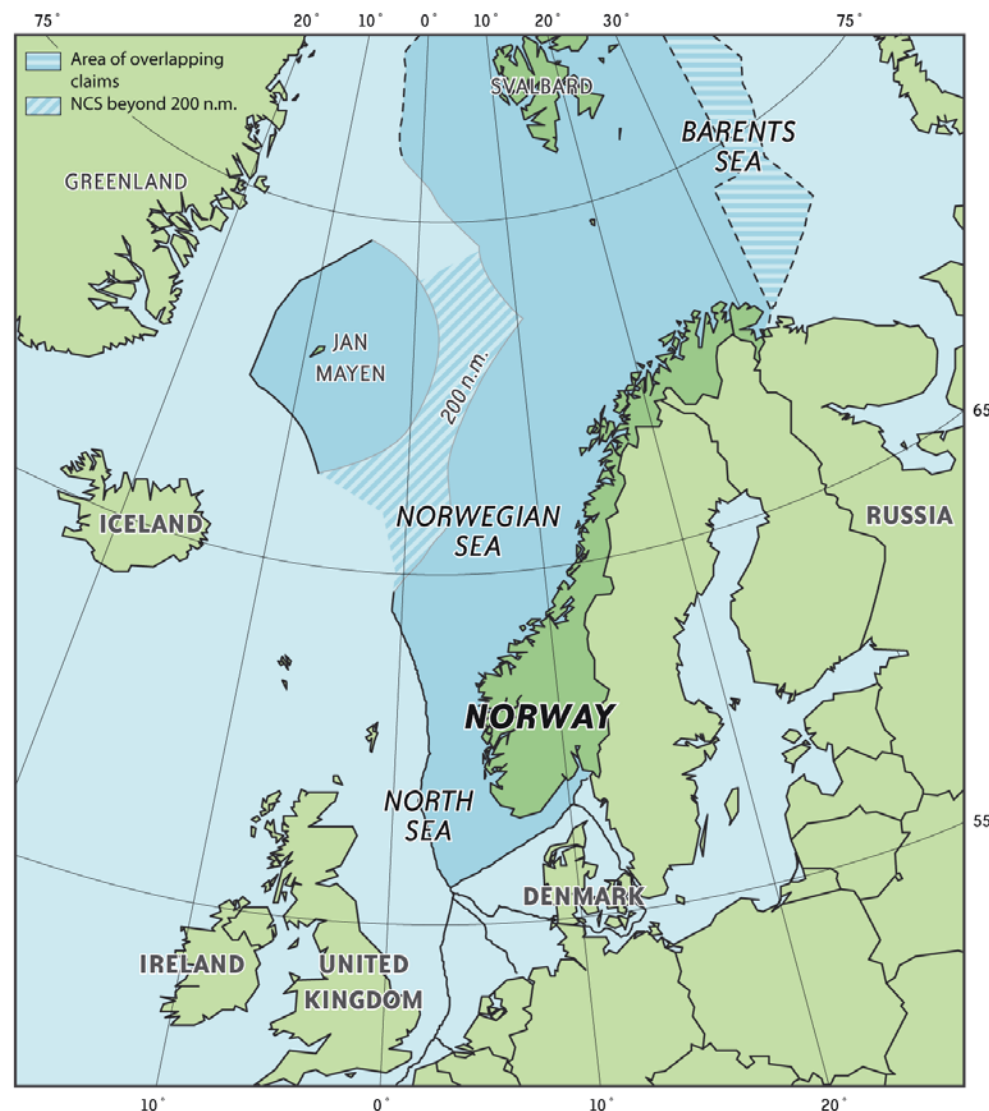 75° 20° 10° 0° 10° 20° 30° 75°
Area of overlapping
claims
NCS beyond 200 n.m.
SVALBARD
BARENTS
SEA
GREENLAND
JAN
MAYEN
200 n.m.
65
ICELAND
NORWEGIAN
SEA
RUSSIA
NORWAY
NORTH
SEA
55
DENMARK
IRELAND
UNITED
KINGDOM
10° 0° 10° 20°